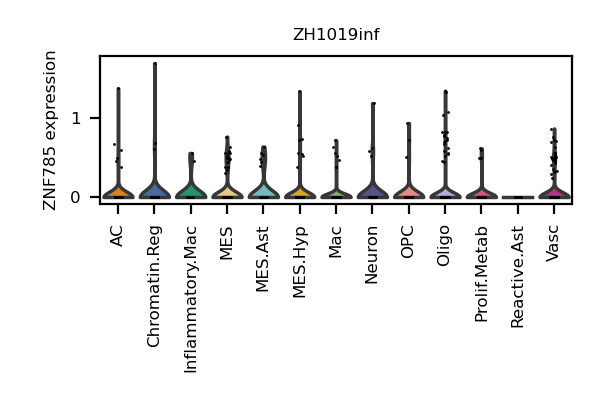 ZH1019inf
ZNF785 expression
1
0
AC
Chromatin.Reg
Inflammatory.Mac
MES
MES.Ast
MES.Hyp
Mac
Neuron
OPC
Oligo
Prolif.Metab
Reactive.Ast
Vasc